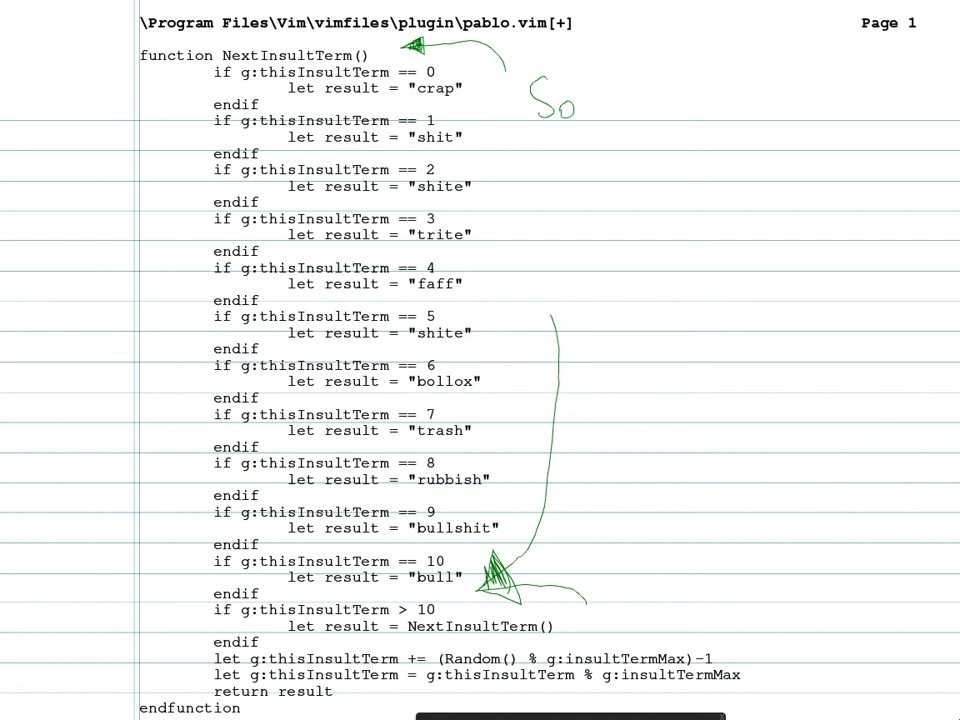 \Program Files\Vim\vimfiles\plugin\pablo.vim[+] Page 1
function NextInsultTerm()
if g:thisInsultTerm == 0
let result = "crap"
So
endif
if g:thisInsultTerm == 1
let result = "shit"
endif
if g:thisInsultTerm == 2
let result = "shite"
endif
if g:thisInsultTerm == 3
let result = "trite"
endif
if g:thisInsultTerm == 4
let result = "faff"
endif
if g:thisInsultTerm == 5
let result = "shite"
endif
if g:thisInsultTerm == 6
let result = "bollox"
endif
if g:thisInsultTerm == 7
let result = "trash"
endif
if g:thisInsultTerm == 8
let result = "rubbish"
endif
if g:thisInsultTerm == 9
let result = "bullshit"
endif
if g:thisInsultTerm == 10
let result = "bull"
endif
if g:thisInsultTerm > 10
let result = NextInsultTerm()
endif
let g:thisInsultTerm += (Random() % g:insultTermMax)-1
let g:thisInsultTerm = g:thisInsultTerm % g:insultTermMax
return result
endfunction